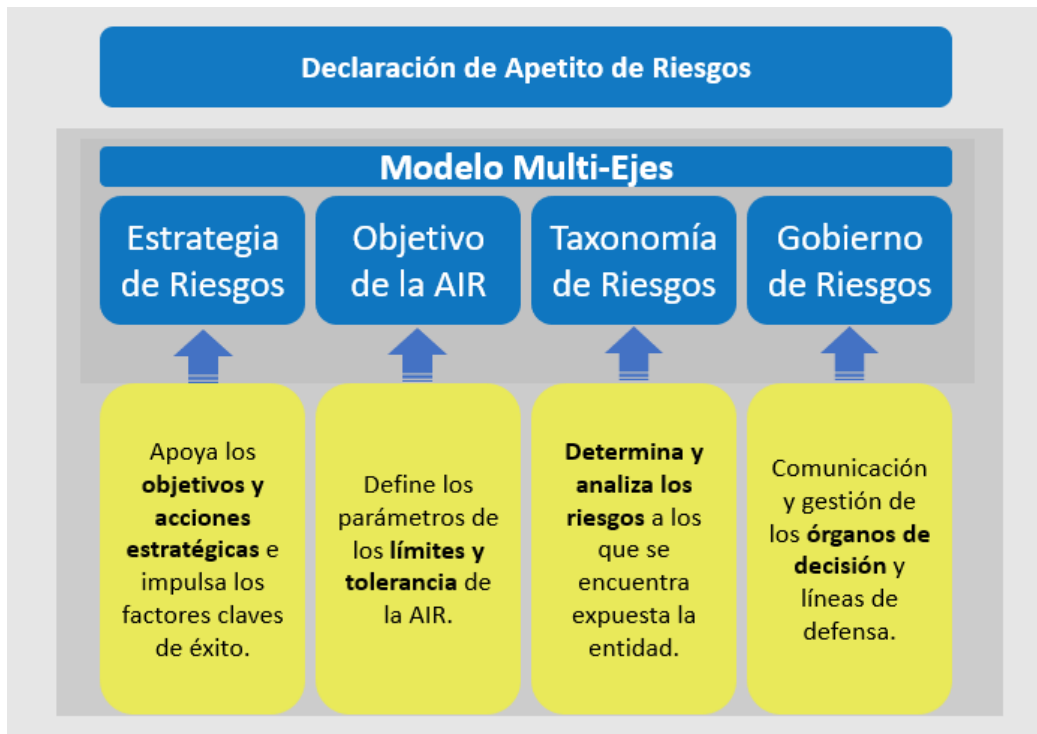 Declaración de Apetito de Riesgos
Modelo Multi-Ejes
Estrategia
de Riesgos
Objetivo
de la AIR
Taxonomía
de Riesgos
Gobierno
de Riesgos
Apoya los
objetivos y
acciones
estratégicas e
impulsa los
factores claves
de éxito.
Define los
parámetros de
los límites y
tolerancia de
la AIR.
Determina y
analiza los
riesgos a los
que se
encuentra
expuesta la
entidad.
Comunicación
y gestión de
los órganos de
decisión y
líneas de
defensa.